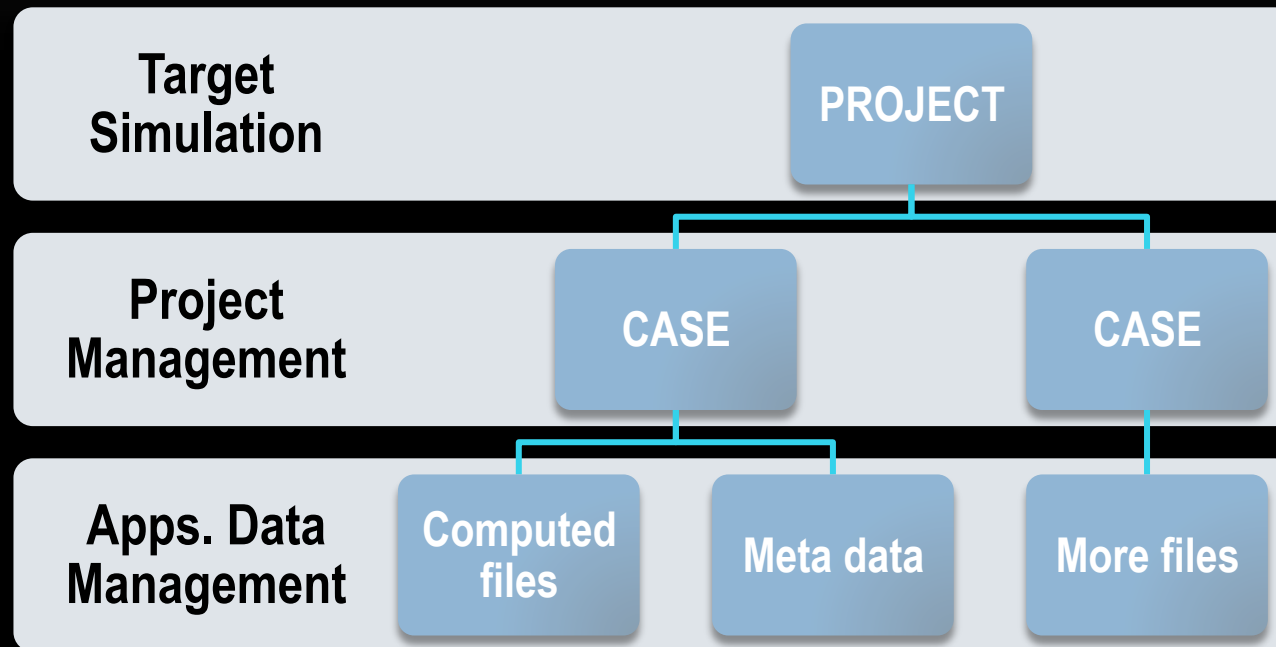 Target
Simulation
PROJECT
Project
Management
CASE
CASE
Apps. Data
Management
Computed
files
Meta data
More files